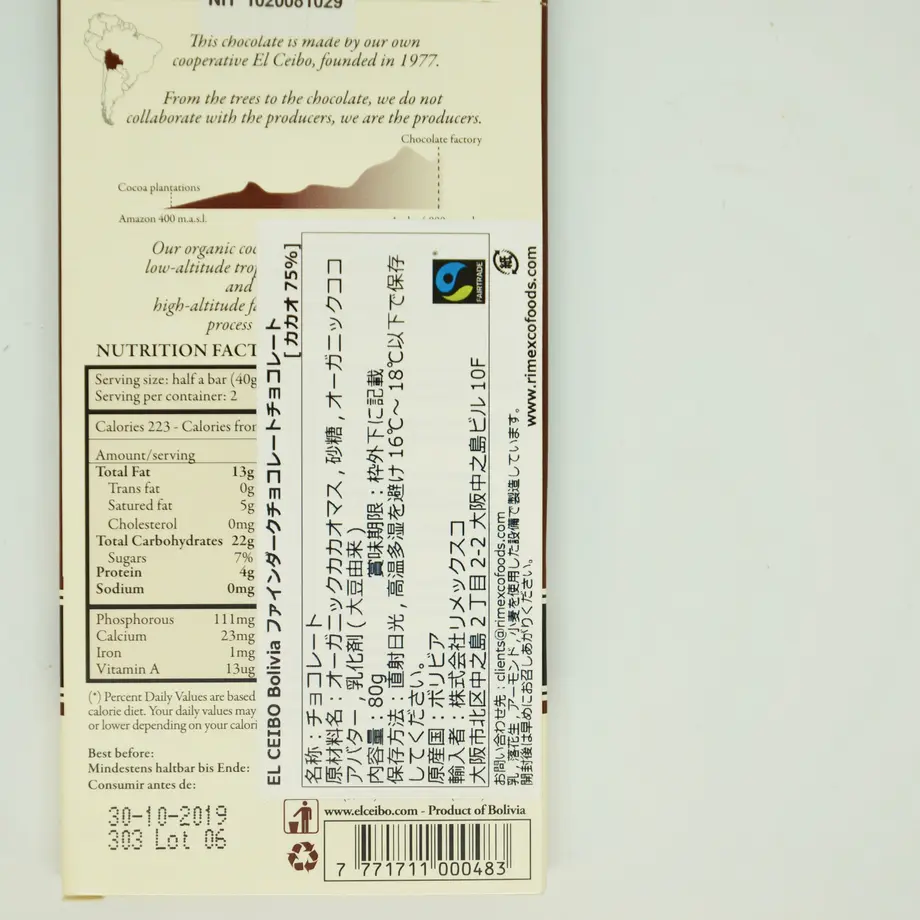 NIT 1020081029
This chocolate is made by our own
cooperative El Ceibo, founded in 1977.
From the trees to the chocolate, we do not
collaborate with the producers, we are the producers.
Chocolate factory
Cocoa plantations
Amazon 400 m.a.s.l.
Our organic
low-altitude
and
high-altitude
process
NUTRITION FACT
Serving size: half a bar (40g
Serving per container: 2
Calories 223 - Calories from
Amount/serving
Total Fat 13g
Trans fat 0g
Satured fat 5g
Cholesterol 0mg
Total Carbohydrates 22g
Sugars 7%
Protein 4g
Sodium 0mg
Phosphorous 111mg
Calcium 23mg
Iron 1mg
Vitamin A 13ug
(*) Percent Daily Values are based
calorie diet. Your daily values may
or lower depending on your calori
Best before:
Mindestens haltbar bis Ende:
Consumir antes de:
30-10-2019
303 Lot 06
EL CEIBO Bolivia ファインダークチョコレートチョコレート
[カカオ 75%]
名称：チョコレート
原材料名：オーガニックカカオマス，砂糖，オーガニックココ
アバター，乳化剤（大豆由来）
内容量：80g 賞味期限：枠外下に記載
保存方法：直射日光，高温多湿を避け 16℃～ 18℃以下で保存
してください。
原産国：ボリビア
輸入者：株式会社リメックスコ
大阪市北区中之島 2 丁目 2-2 大阪中之島ビル 10F
FAIRTRADE
お問い合わせ先：clients@rimexcofoods.com
乳，落花生，アーモンド，小麦を使用した設備で製造しています。
開封後は早めにお召しあがりください。
紙
www.rimexcofoods.com
www.elceibo.com - Product of Bolivia
7 771711 000483